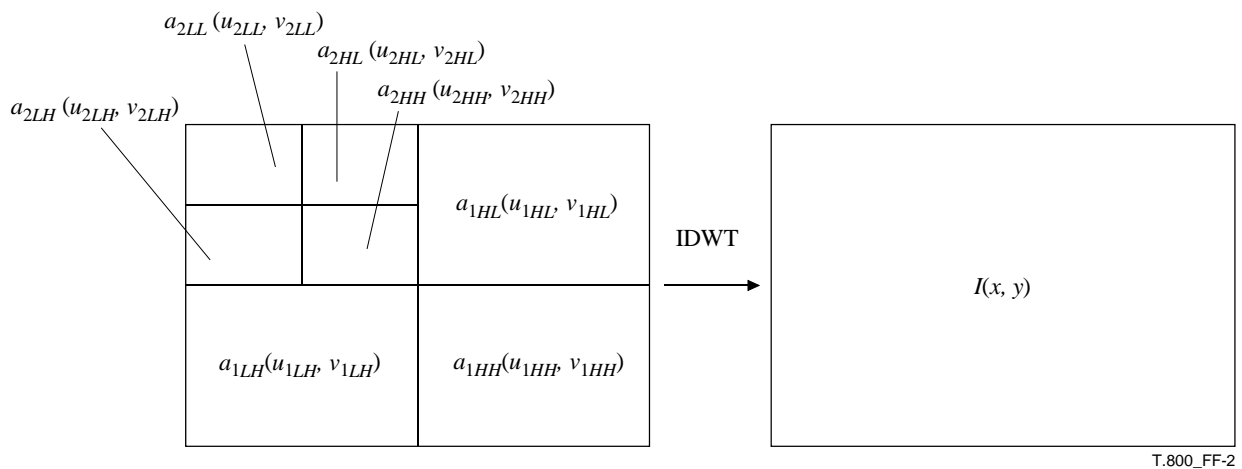 a2LL (u2LL, v2LL)
a2HL (u2HL, v2HL)
a2HH (u2HH, v2HH)
a2LH (u2LH, v2LH)
a1HL(u1HL, v1HL)
IDWT
I(x, y)
a1LH(u1LH, v1LH)
a1HH(u1HH, v1HH)
T.800_FF-2